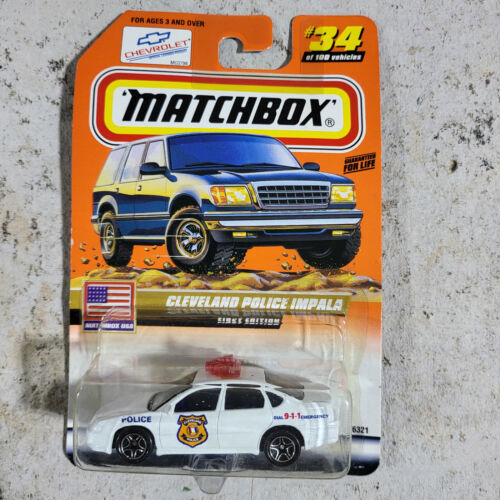 FOR AGES 3 AND OVER
CHEVROLET
#34
of 100 vehicles
MATCHBOX®
GUARANTEED
FOR LIFE
CLEVELAND POLICE IMPALA
FIRST EDITION
MATCHBOX USA
POLICE
DIAL 9-1-1 EMERGENCY
6321